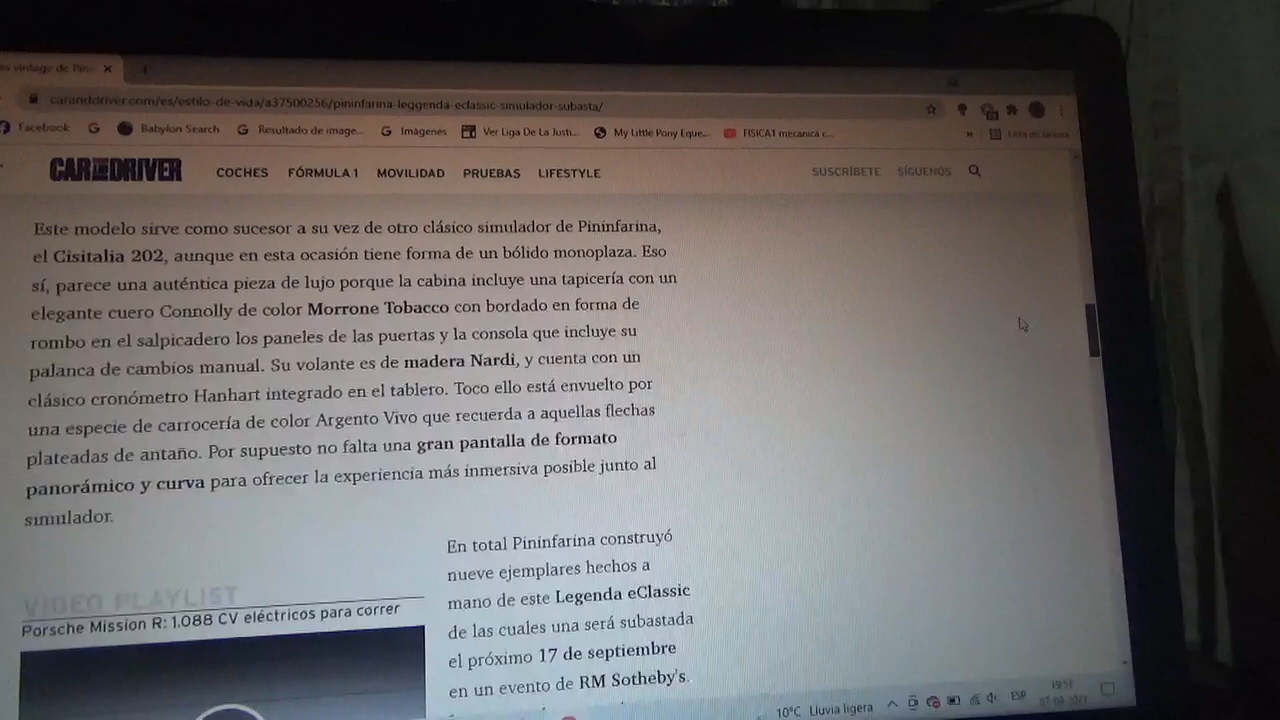 vintage de Pin
caranddriver.com/es/estilo-de-vida/a37500256/pininfarina-leggenda-eclassic-simulador-subasta/
Facebook Babylon Search Resultado de image... Imágenes Ver Liga De La Justi... My Little Pony Eque... FISICA1 mecanica c... » Lista de lectura
CAR AND DRIVER COCHES FÓRMULA 1 MOVILIDAD PRUEBAS LIFESTYLE SUSCRÍBETE SÍGUENOS
Este modelo sirve como sucesor a su vez de otro clásico simulador de Pininfarina,
el Cisitalia 202, aunque en esta ocasión tiene forma de un bólido monoplaza. Eso
sí, parece una auténtica pieza de lujo porque la cabina incluye una tapicería con un
elegante cuero Connolly de color Morrone Tobacco con bordado en forma de
rombo en el salpicadero los paneles de las puertas y la consola que incluye su
palanca de cambios manual. Su volante es de madera Nardi, y cuenta con un
clásico cronómetro Hanhart integrado en el tablero. Toco ello está envuelto por
una especie de carrocería de color Argento Vivo que recuerda a aquellas flechas
plateadas de antaño. Por supuesto no falta una gran pantalla de formato
panorámico y curva para ofrecer la experiencia más inmersiva posible junto al
simulador.
VIDEO PLAYLIST
Porsche Mission R: 1.088 CV eléctricos para correr
En total Pininfarina construyó
nueve ejemplares hechos a
mano de este Legenda eClassic
de las cuales una será subastada
el próximo 17 de septiembre
en un evento de RM Sotheby's.
10°C Lluvia ligera ESP